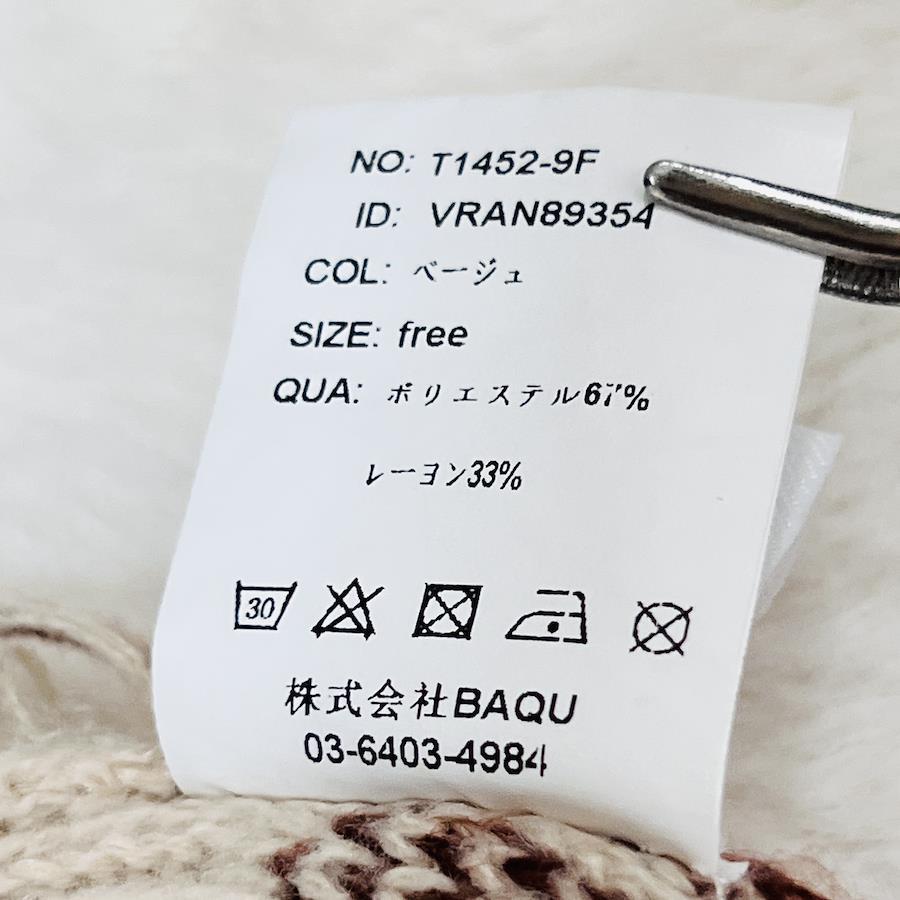 NO: T1452-9F
ID: VRAN89354
COL: ベージュ
SIZE: free
QUA: ポリエステル67%
レーヨン33%
30
株式会社BAQU
03-6403-4984